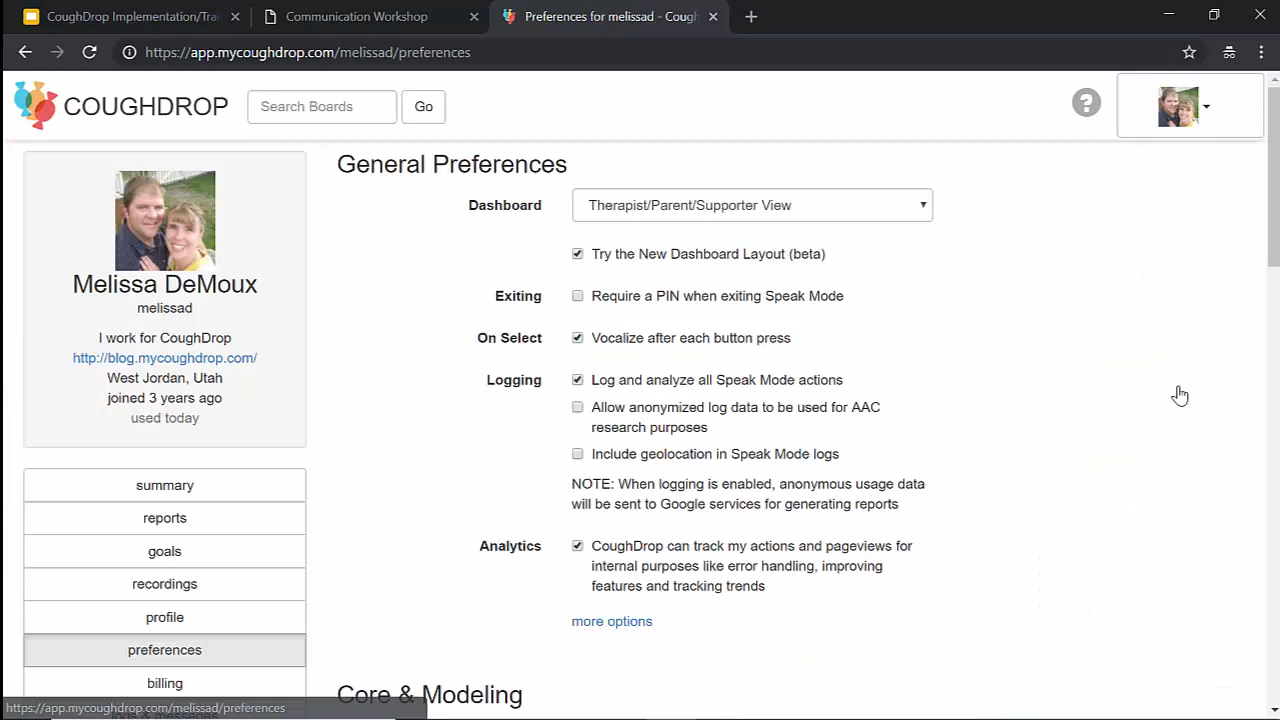 CoughDrop Implementation/Trai
Communication Workshop
Preferences for melissad - Cough
https://app.mycoughdrop.com/melissad/preferences
COUGHDROP
Search Boards
Go
?
Melissa DeMoux
melissad
I work for CoughDrop
http://blog.mycoughdrop.com/
West Jordan, Utah
joined 3 years ago
used today
summary
reports
goals
recordings
profile
preferences
billing
logs & messages
General Preferences
Dashboard
Therapist/Parent/Supporter View
Try the New Dashboard Layout (beta)
Exiting
Require a PIN when exiting Speak Mode
On Select
Vocalize after each button press
Logging
Log and analyze all Speak Mode actions
Allow anonymized log data to be used for AAC
research purposes
Include geolocation in Speak Mode logs
NOTE: When logging is enabled, anonymous usage data
will be sent to Google services for generating reports
Analytics
CoughDrop can track my actions and pageviews for
internal purposes like error handling, improving
features and tracking trends
more options
Core & Modeling
https://app.mycoughdrop.com/melissad/preferences